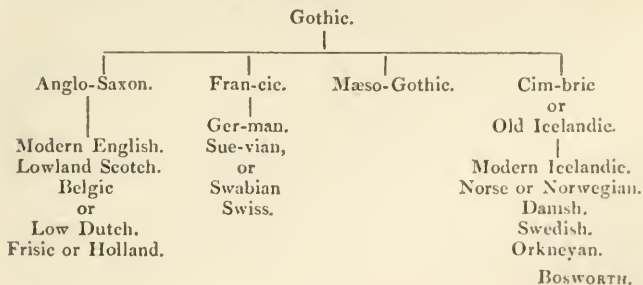 Gothic.
Anglo-Saxon. Fran-cic. Mæso-Gothic. Cim-bric
or
Old Icelandic.
Ger-man.
Modern English. Sue-vian,
Lowland Scotch. or Modern Icelandic.
Belgic Swabian Norse or Norwegian.
or Swiss. Danish.
Low Dutch. Swedish.
Frisic or Holland. Orkneyan.
Bosworth.